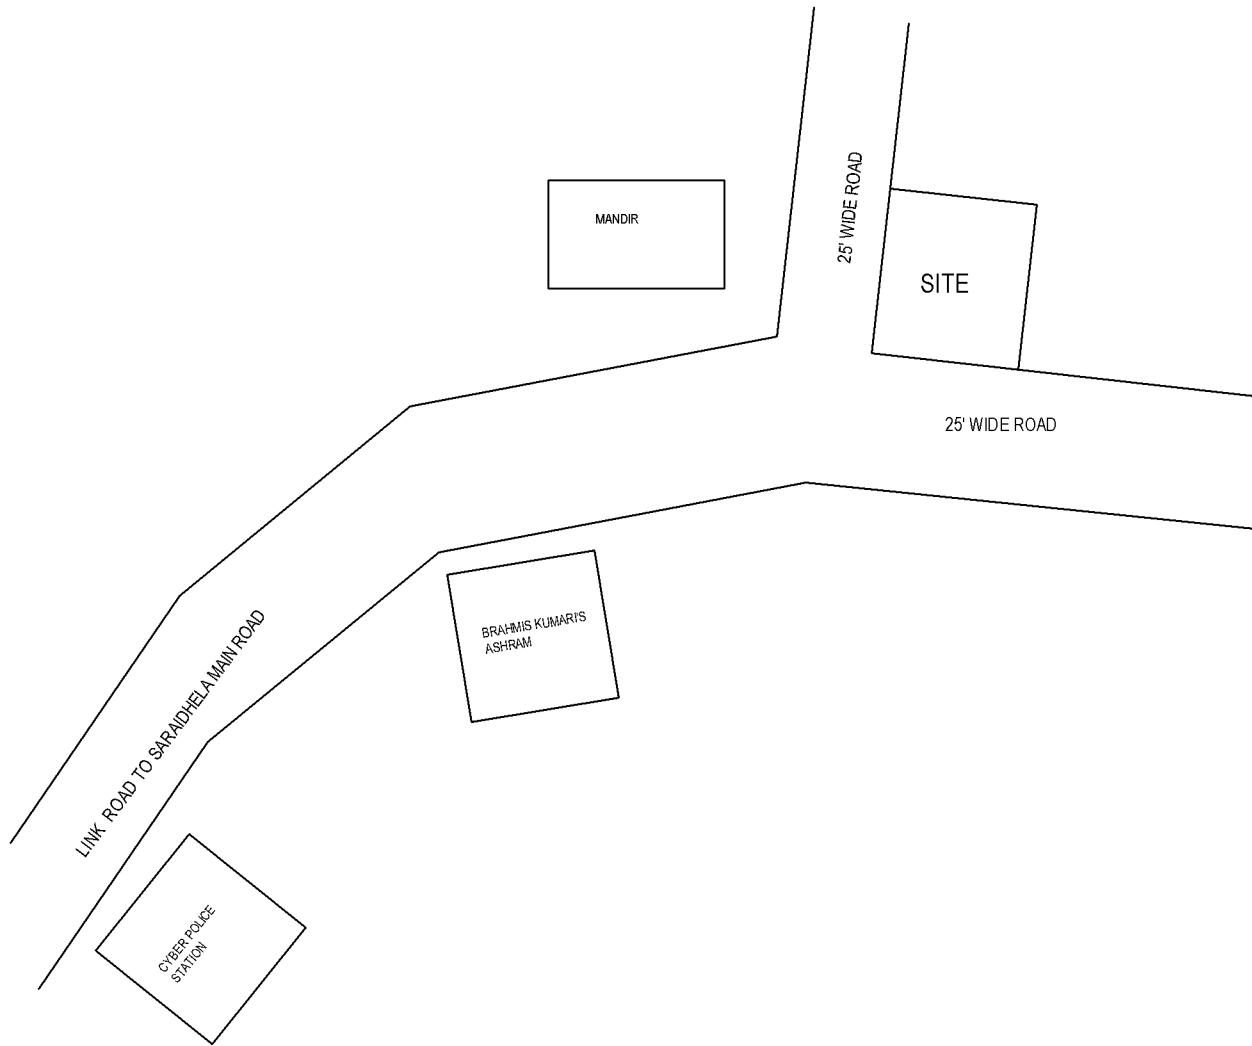 25' WIDE ROAD
MANDIR
SITE
25' WIDE ROAD
BRAHMIS KUMARI'S
ASHRAM
LINK ROAD TO SARAIDHELA MAIN ROAD
CYBER POLICE
STATION